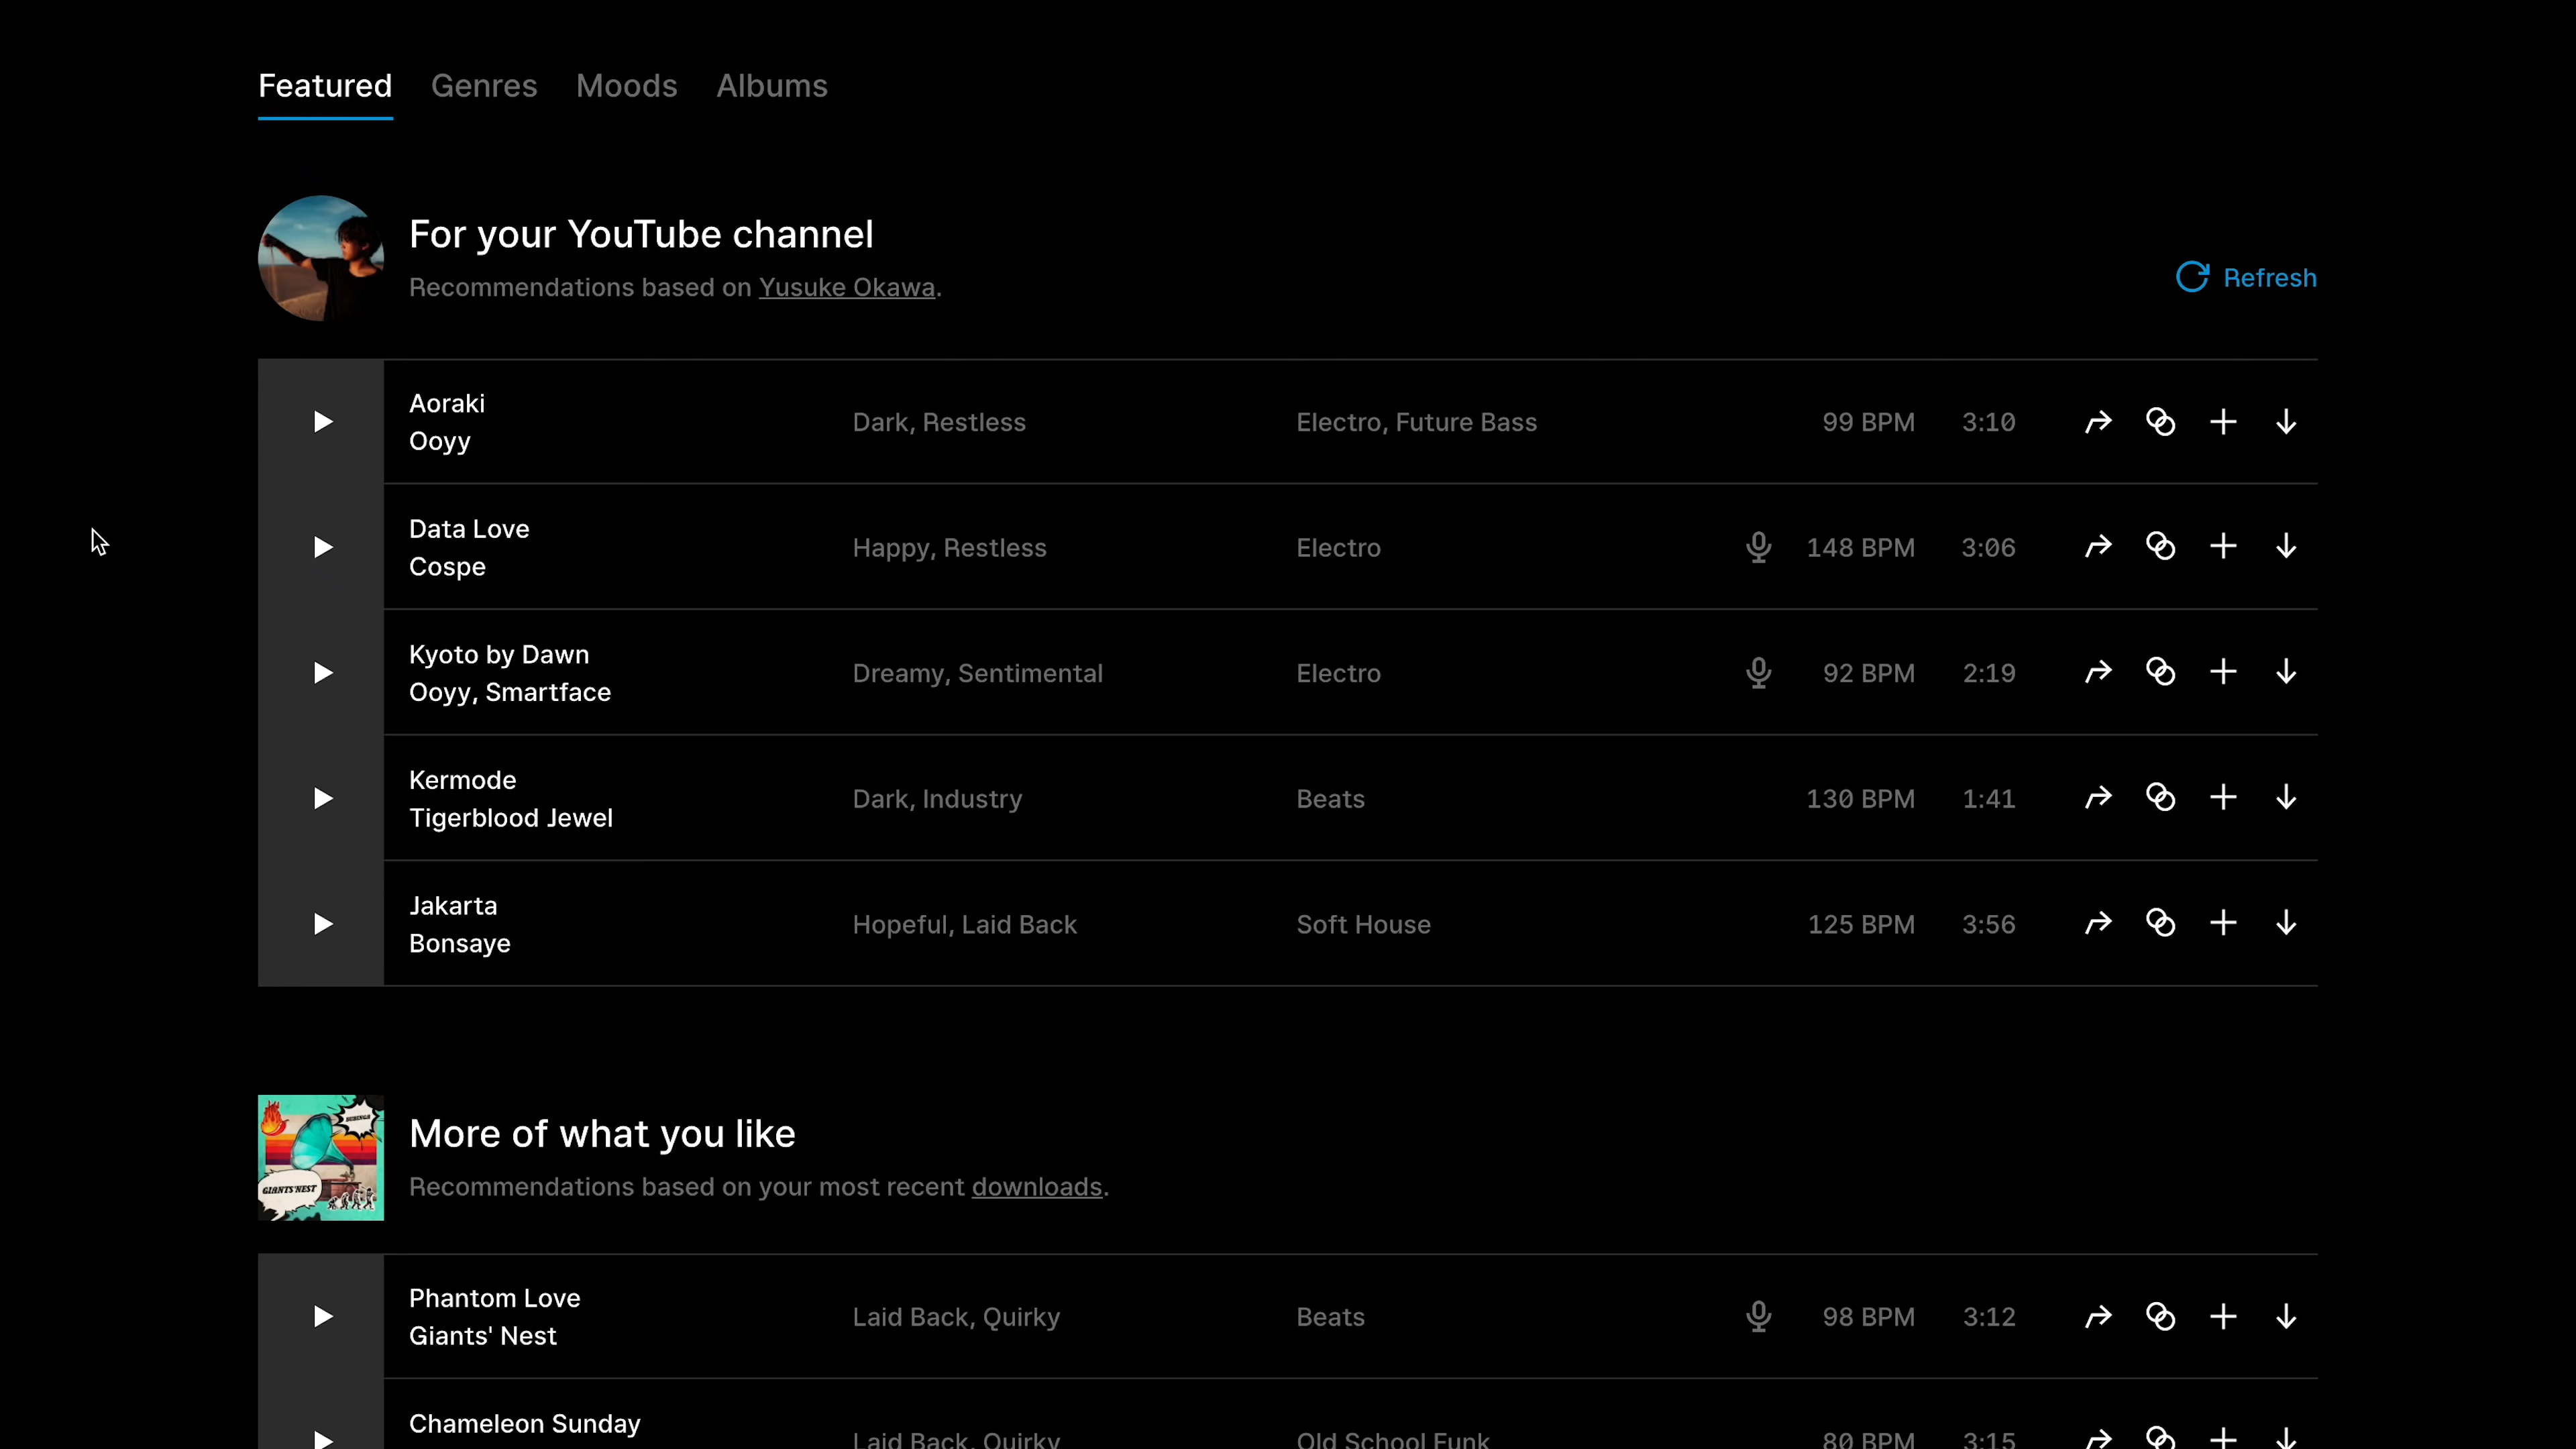 Featured Genres Moods Albums
For your YouTube channel
Recommendations based on Yusuke Okawa.
Refresh
Aoraki
Ooyy
Dark, Restless
Electro, Future Bass
99 BPM
3:10
Data Love
Cospe
Happy, Restless
Electro
148 BPM
3:06
Kyoto by Dawn
Ooyy, Smartface
Dreamy, Sentimental
Electro
92 BPM
2:19
Kermode
Tigerblood Jewel
Dark, Industry
Beats
130 BPM
1:41
Jakarta
Bonsaye
Hopeful, Laid Back
Soft House
125 BPM
3:56
GIANTS' NEST
More of what you like
Recommendations based on your most recent downloads.
Phantom Love
Giants' Nest
Laid Back, Quirky
Beats
98 BPM
3:12
Chameleon Sunday
Laid Back, Quirky
Old School Funk
80 BPM
3:15